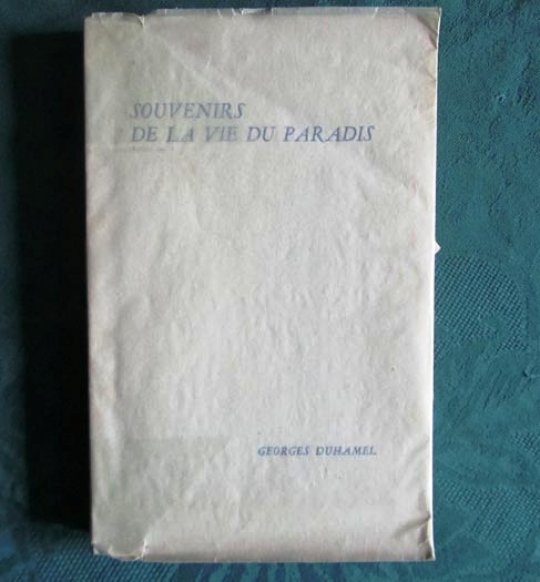 SOUVENIRS
DE LA VIE DU PARADIS
GEORGES DUHAMEL